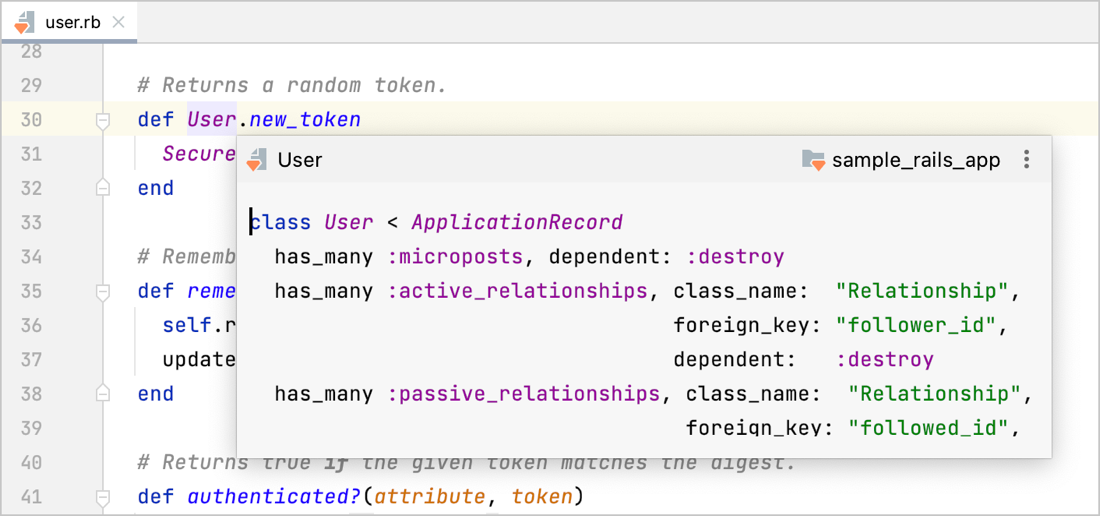 user.rb
28
29 # Returns a random token.
30 def User.new_token
31 Secure
32 end
33
34 # Rememb
35 def reme
36 self.r
37 update
38 end
39
40 # Returns true if the given token matches the digest.
41 def authenticated?(attribute, token)
User sample_rails_app
class User < ApplicationRecord
has_many :microposts, dependent: :destroy
has_many :active_relationships, class_name: "Relationship",
foreign_key: "follower_id",
dependent: :destroy
has_many :passive_relationships, class_name: "Relationship",
foreign_key: "followed_id",